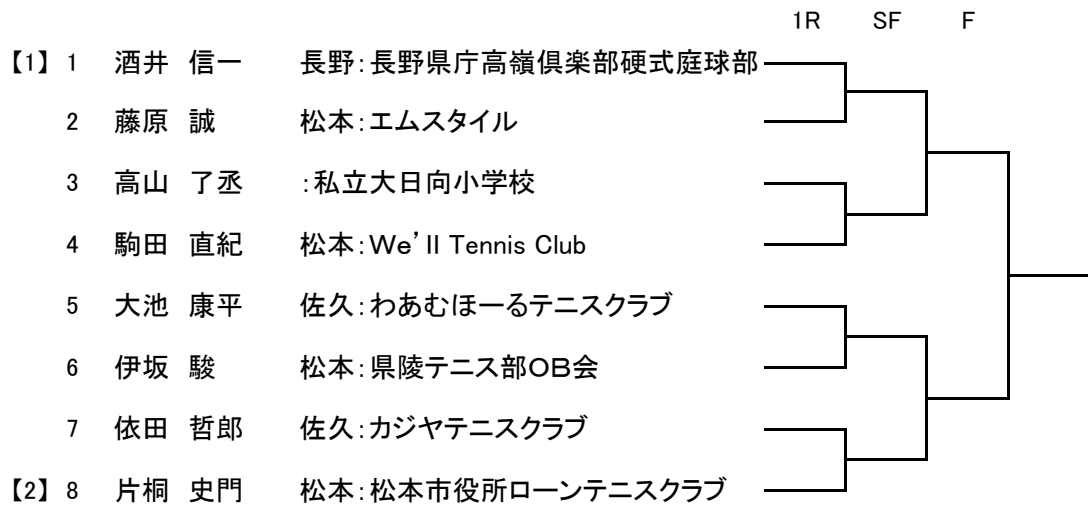 1R SF F
【1】 1 酒井 信一 長野:長野県庁高嶺倶楽部硬式庭球部
2 藤原 誠 松本:エムスタイル
3 高山 了丞 :私立大日向小学校
4 駒田 直紀 松本:We'll Tennis Club
5 大池 康平 佐久:わあむほーるテニスクラブ
6 伊坂 駿 松本:県陵テニス部OB会
7 依田 哲郎 佐久:カジヤテニスクラブ
【2】 8 片桐 史門 松本:松本市役所ローンテニスクラブ